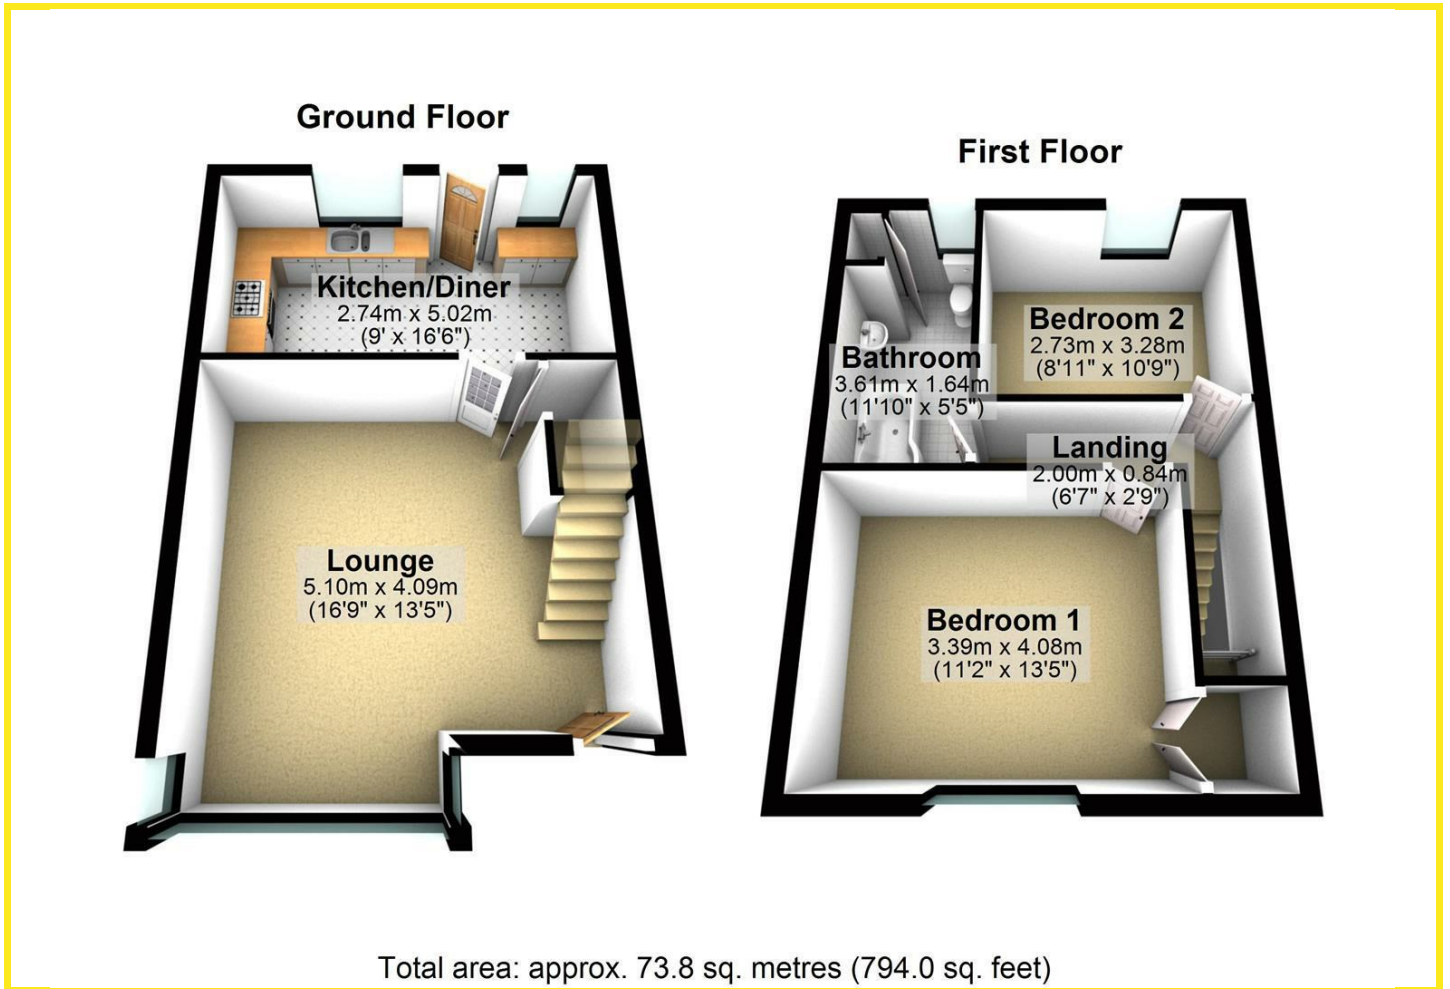 Ground Floor
Kitchen/Diner
2.74m x 5.02m
(9' x 16'6")
Lounge
5.10m x 4.09m
(16'9" x 13'5")
First Floor
Bedroom 2
2.73m x 3.28m
(8'11" x 10'9")
Bathroom
3.61m x 1.64m
(11'10" x 5'5")
Landing
2.00m x 0.84m
(6'7" x 2'9")
Bedroom 1
3.39m x 4.08m
(11'2" x 13'5")
Total area: approx. 73.8 sq. metres (794.0 sq. feet)